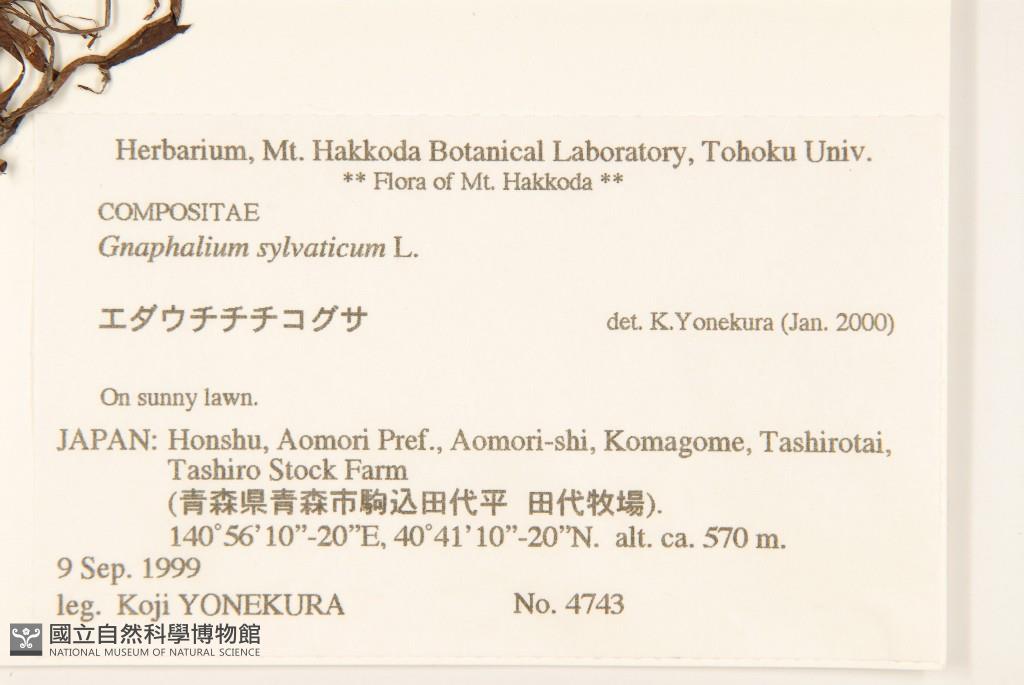 Herbarium, Mt. Hakkoda Botanical Laboratory, Tohoku Univ.
** Flora of Mt. Hakkoda **
COMPOSITAE
Gnaphalium sylvaticum L.
エダウチチチコグサ det. K.Yonekura (Jan. 2000)
On sunny lawn.
JAPAN: Honshu, Aomori Pref., Aomori-shi, Komagome, Tashirotai,
Tashiro Stock Farm
(青森県青森市駒込田代平 田代牧場).
140˚56’10”-20”E, 40˚41’10”-20”N. alt. ca. 570 m.
9 Sep. 1999
leg. Koji YONEKURA No. 4743
國立自然科學博物館
NATIONAL MUSEUM OF NATURAL SCIENCE